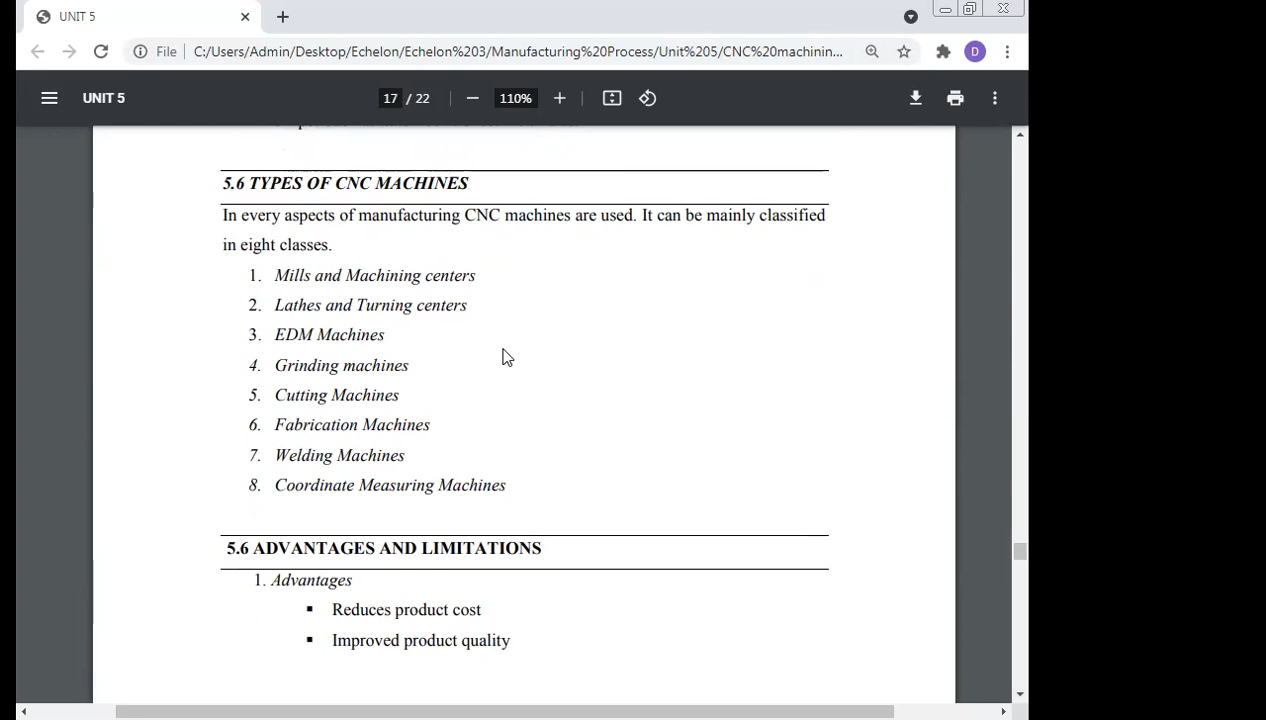 UNIT 5
File C:/Users/Admin/Desktop/Echelon/Echelon%203/Manufacturing%20Process/Unit%205/CNC%20machinin... D
UNIT 5 17 / 22 110%
5.6 TYPES OF CNC MACHINES
In every aspects of manufacturing CNC machines are used. It can be mainly classified
in eight classes.
1. Mills and Machining centers
2. Lathes and Turning centers
3. EDM Machines
4. Grinding machines
5. Cutting Machines
6. Fabrication Machines
7. Welding Machines
8. Coordinate Measuring Machines
5.6 ADVANTAGES AND LIMITATIONS
1. Advantages
▪ Reduces product cost
▪ Improved product quality